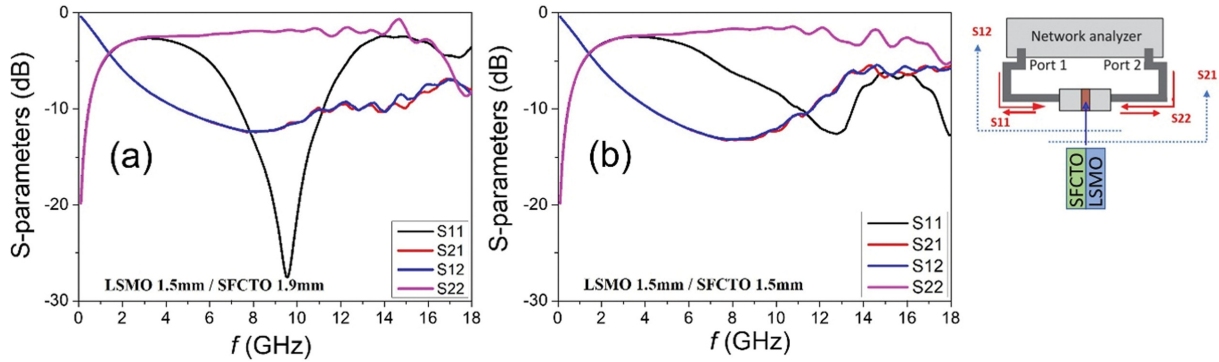 S-parameters (dB)
0
-10
-20
-30
(a)
S11
S21
S12
S22
LSMO 1.5mm / SFCTO 1.9mm
0 2 4 6 8 10 12 14 16 18
f (GHz)
S-parameters (dB)
0
-10
-20
-30
(b)
S11
S21
S12
S22
LSMO 1.5mm / SFCTO 1.5mm
0 2 4 6 8 10 12 14 16 18
f (GHz)
Network analyzer
S12
Port 1 Port 2
S21
S11 S22
SFCTO
LSMO